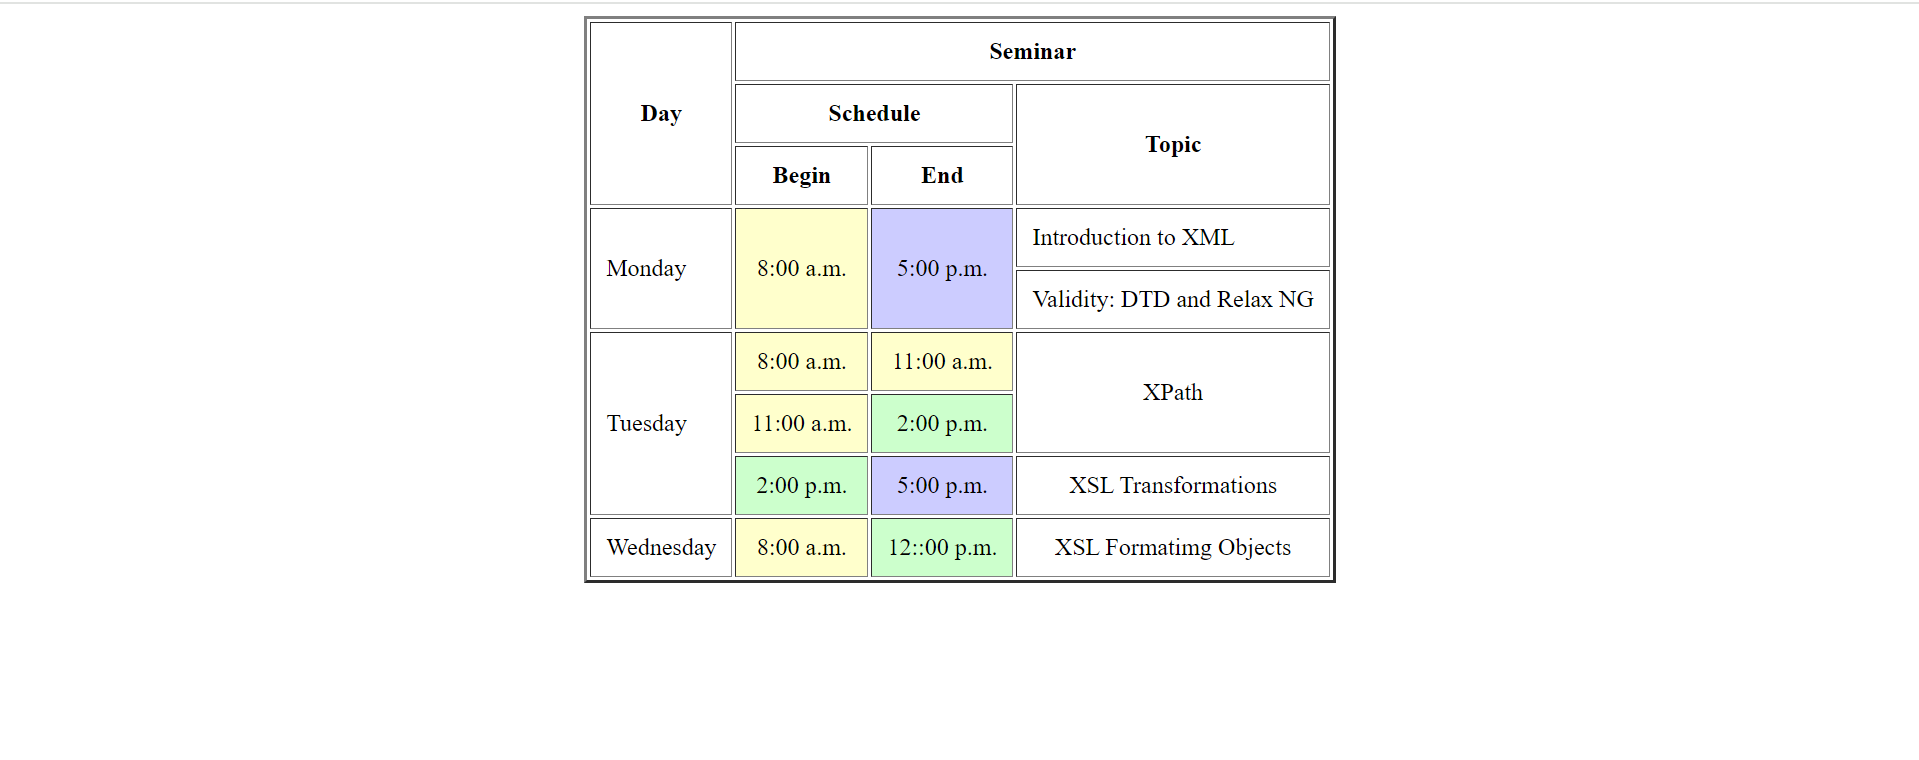 Day
Seminar
Schedule
Topic
Begin
End
Monday
8:00 a.m.
5:00 p.m.
Introduction to XML
Validity: DTD and Relax NG
Tuesday
8:00 a.m.
11:00 a.m.
XPath
11:00 a.m.
2:00 p.m.
2:00 p.m.
5:00 p.m.
XSL Transformations
Wednesday
8:00 a.m.
12::00 p.m.
XSL Formatimg Objects